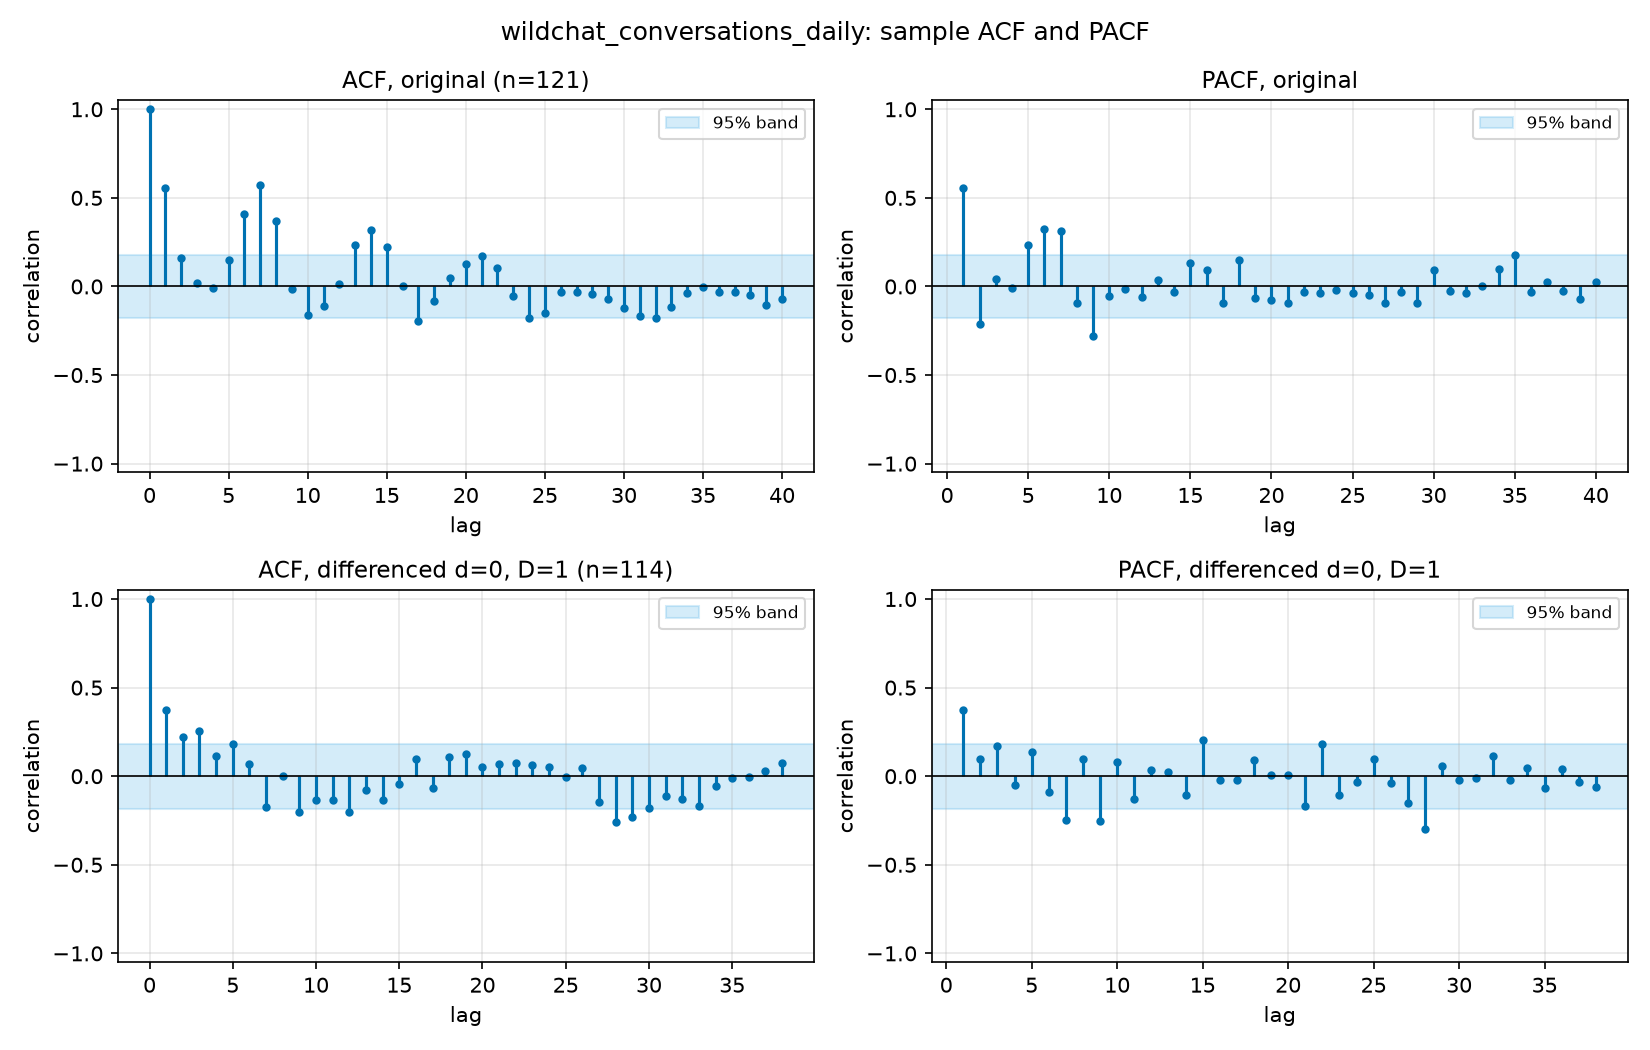 wildchat_conversations_daily: sample ACF and PACF
ACF, original (n=121)
1.0
0.5
0.0
−0.5
−1.0
correlation
95% band
0 5 10 15 20 25 30 35 40
lag
PACF, original
1.0
0.5
0.0
−0.5
−1.0
correlation
95% band
0 5 10 15 20 25 30 35 40
lag
ACF, differenced d=0, D=1 (n=114)
1.0
0.5
0.0
−0.5
−1.0
correlation
95% band
0 5 10 15 20 25 30 35
lag
PACF, differenced d=0, D=1
1.0
0.5
0.0
−0.5
−1.0
correlation
95% band
0 5 10 15 20 25 30 35
lag